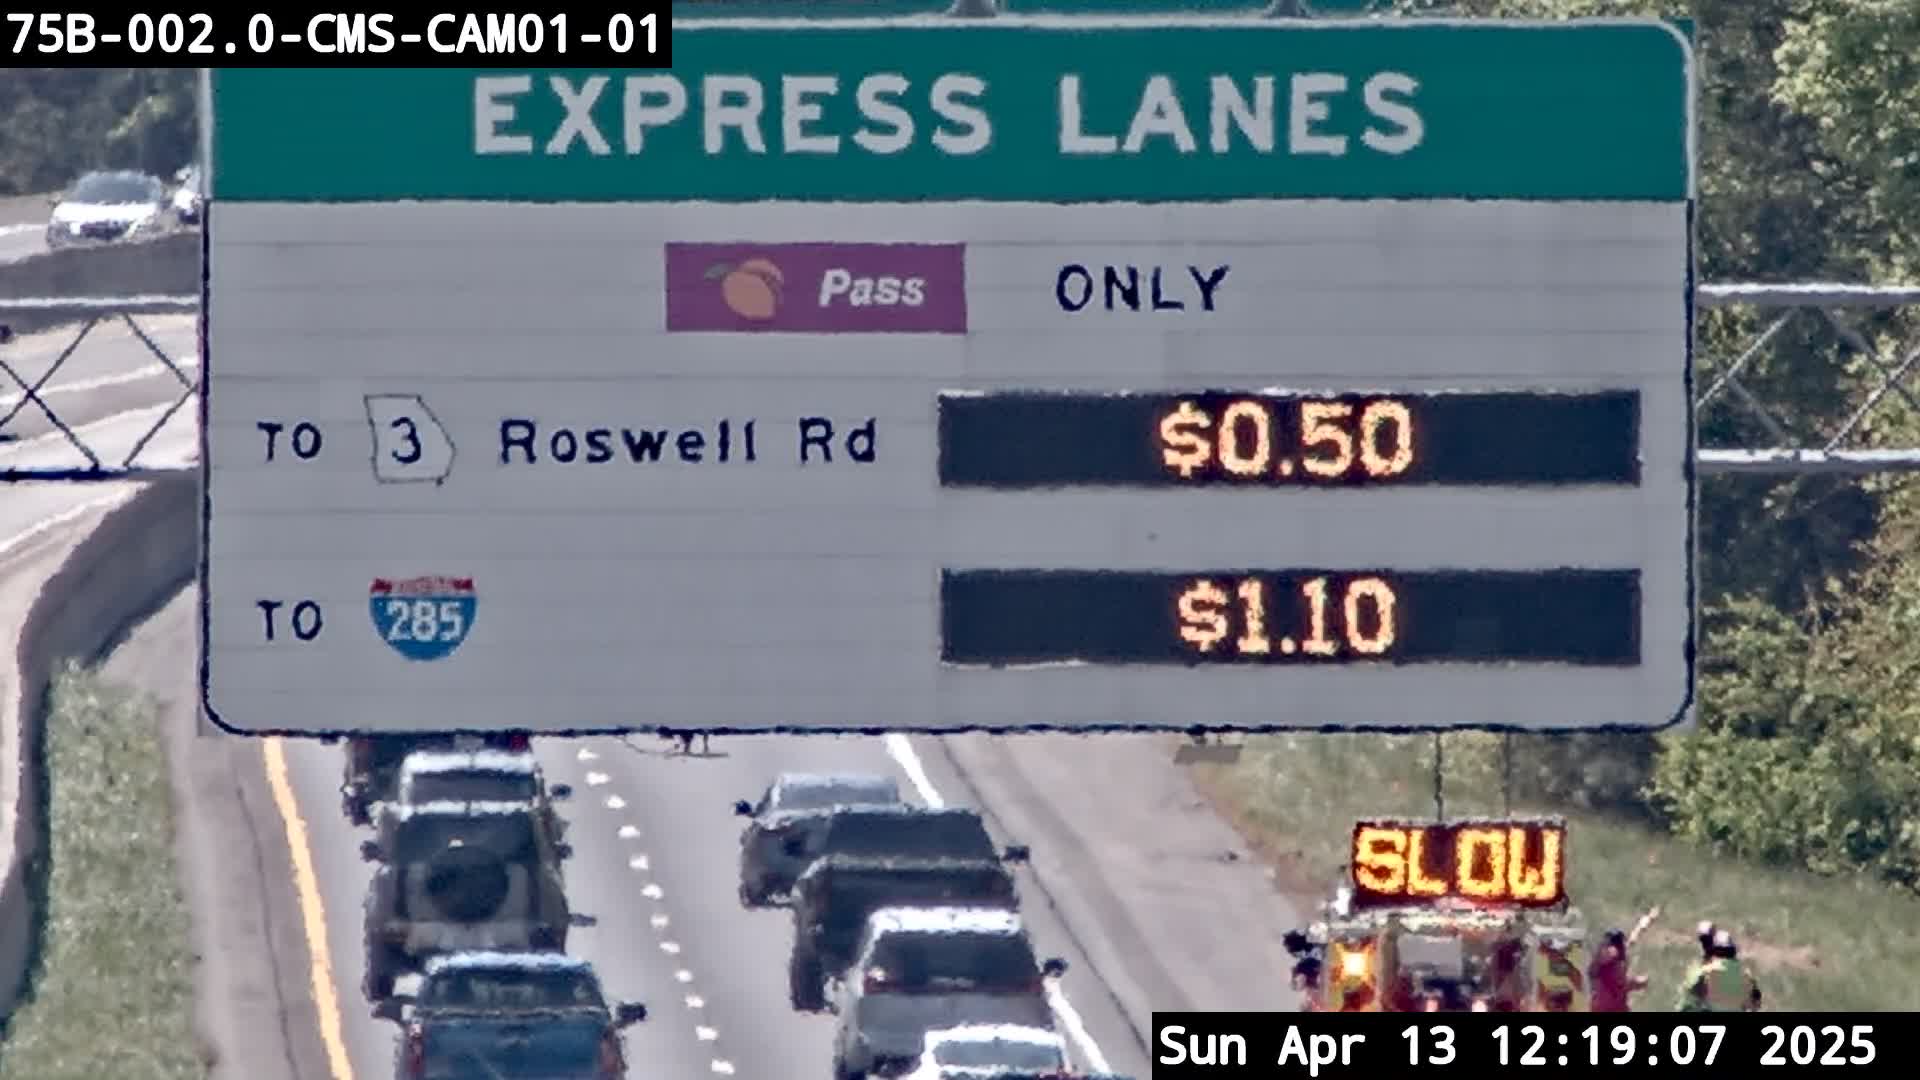 75B-002.0-CMS-CAM01-01
EXPRESS LANES
Pass ONLY
TO 3 Roswell Rd $0.50
TO 285 $1.10
SLOW
Sun Apr 13 12:19:07 2025